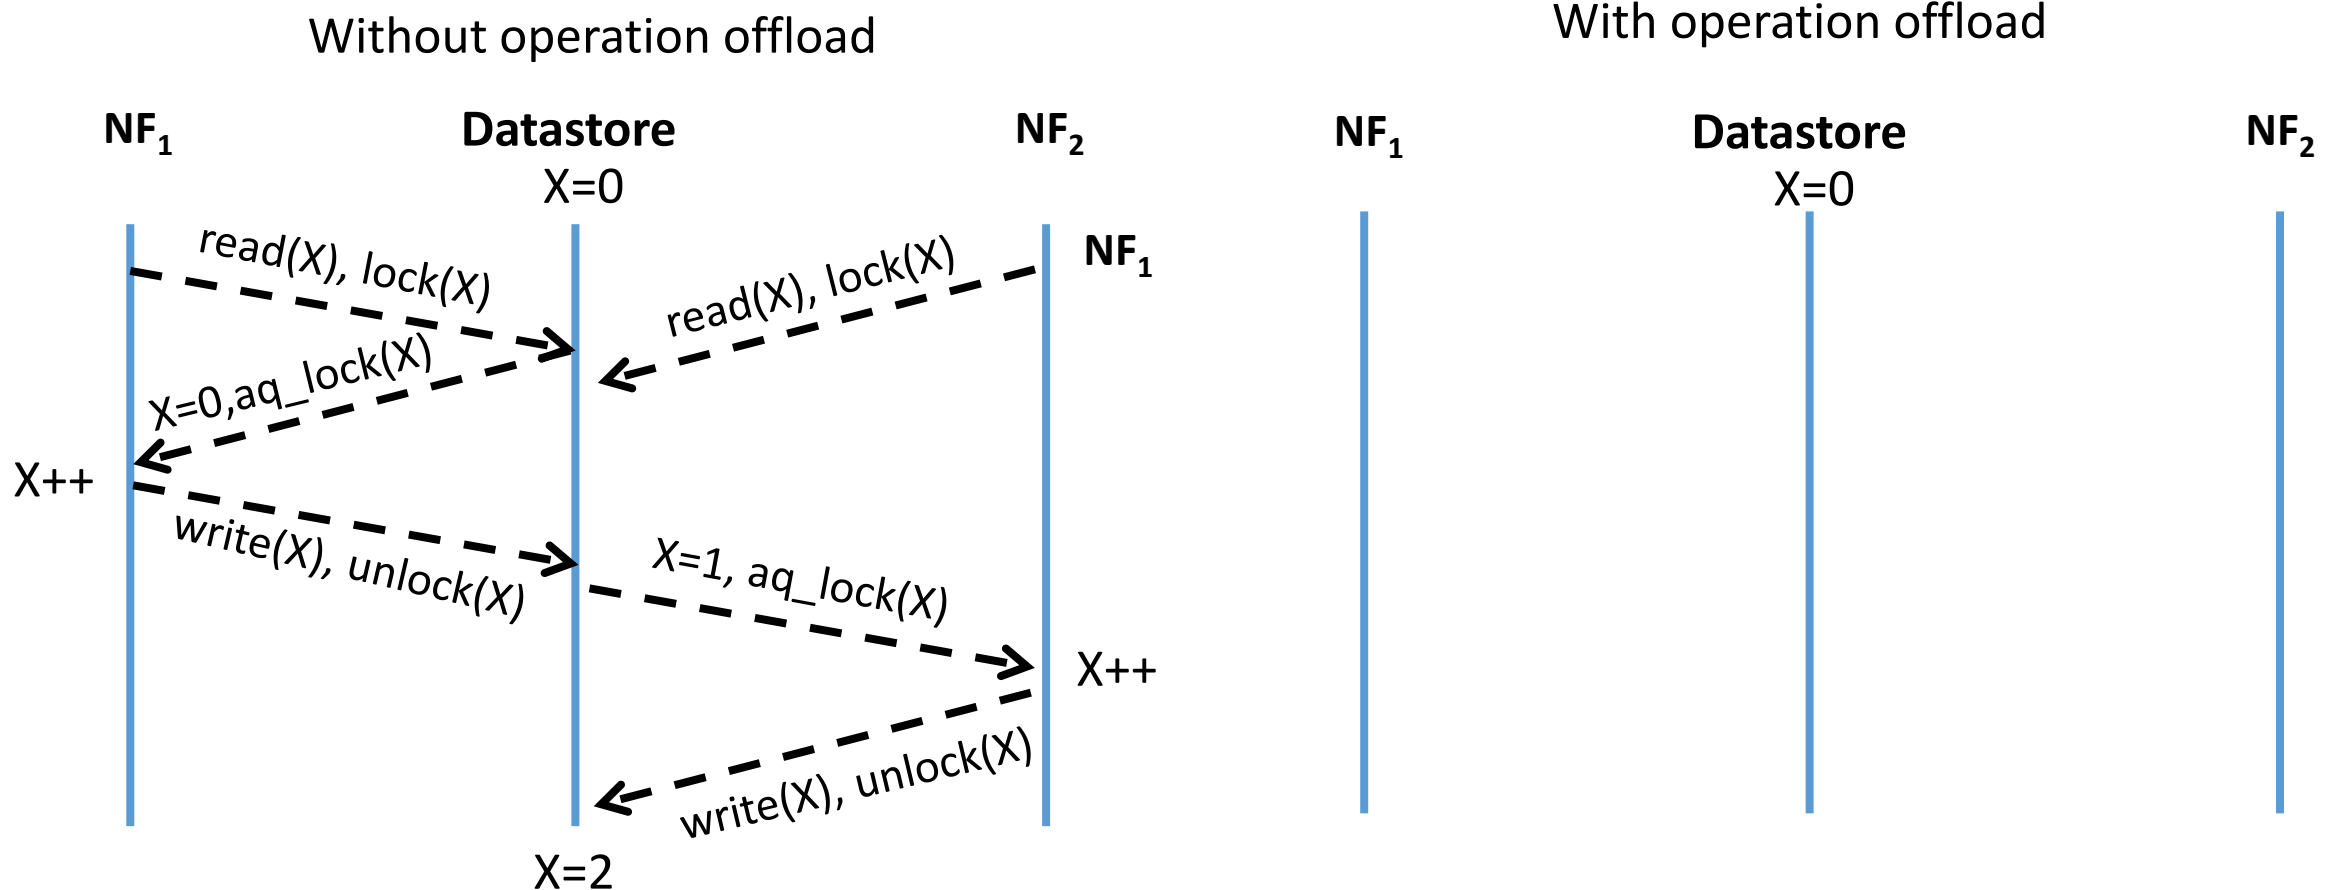 Without operation offload
With operation offload
NF1
Datastore
NF2
X=0
read(X), lock(X)
read(X), lock(X)
NF1
X=0,aq_lock(X)
X++
write(X), unlock(X)
X=1, aq_lock(X)
X++
write(X), unlock(X)
X=2
NF1
Datastore
NF2
X=0